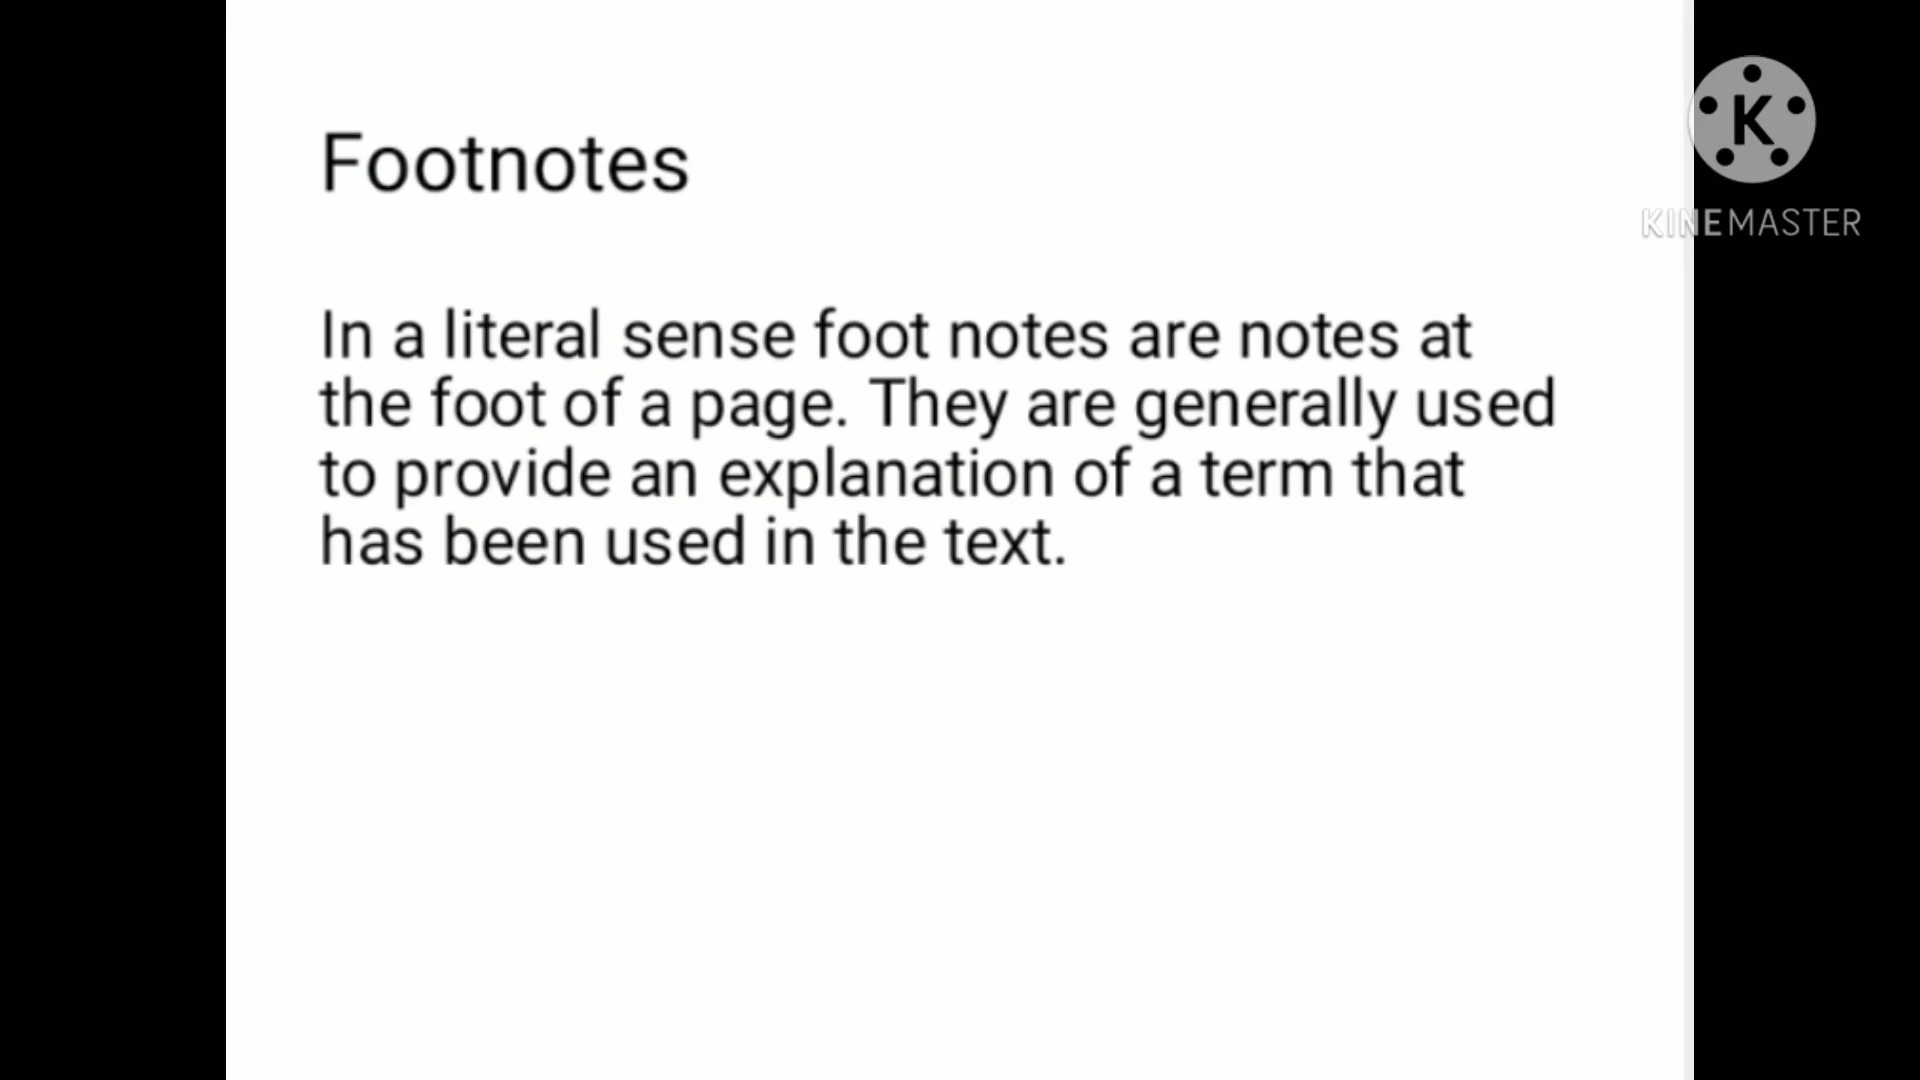 Footnotes
K
KINEMASTER
In a literal sense foot notes are notes at
the foot of a page. They are generally used
to provide an explanation of a term that
has been used in the text.